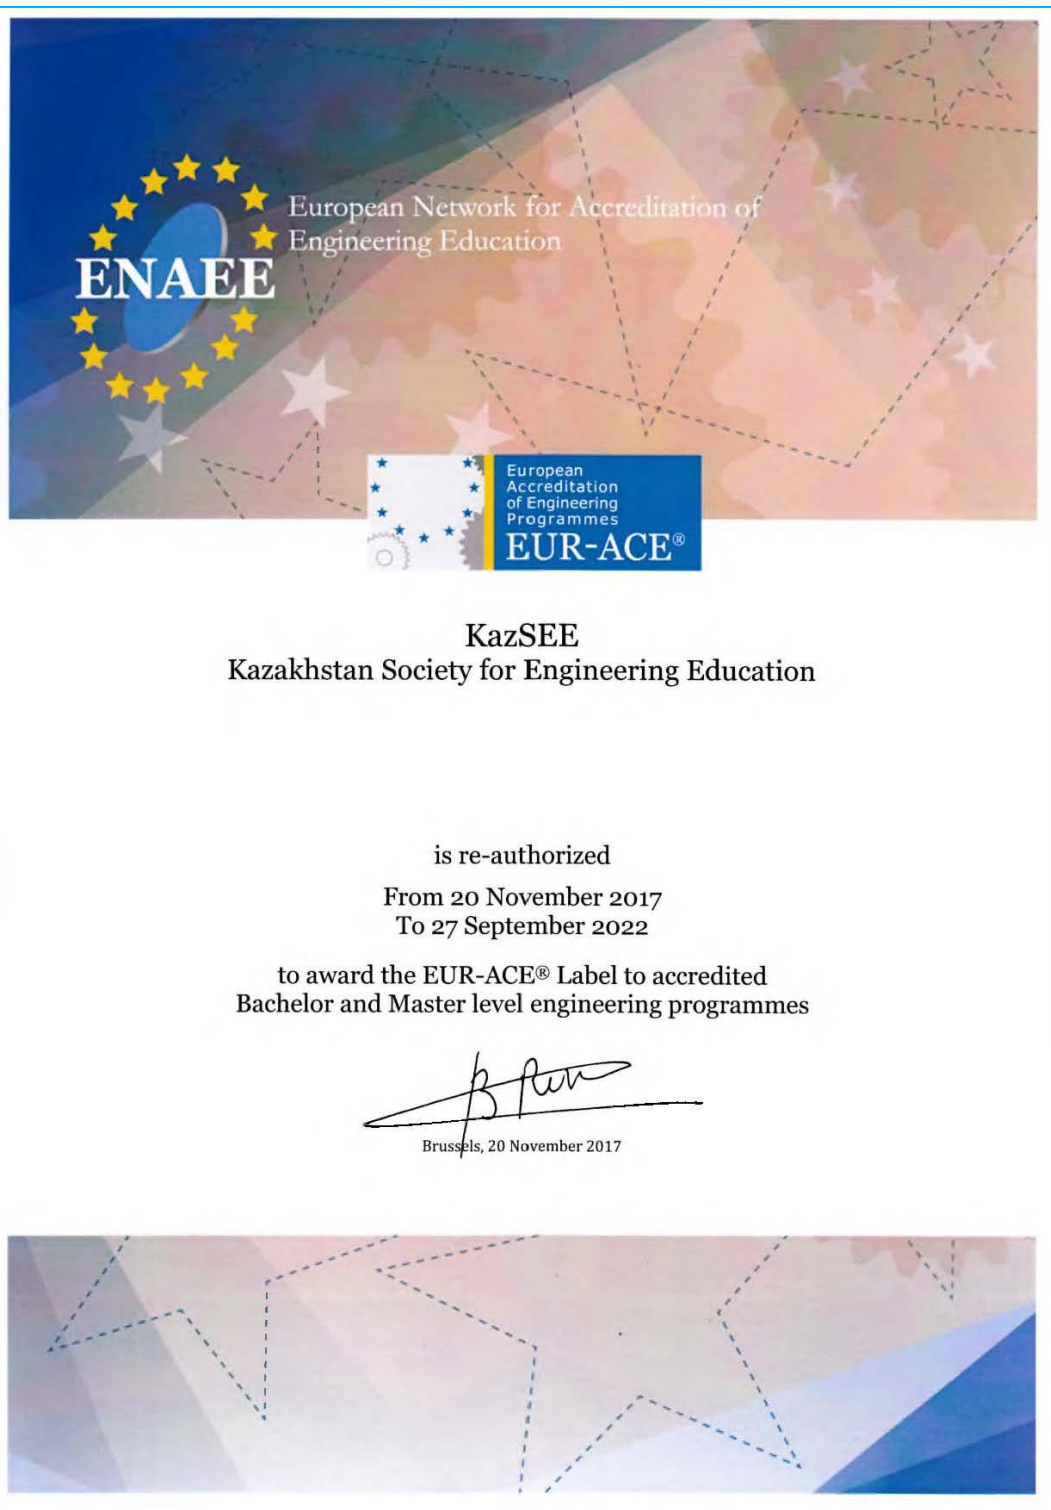 European Network for Accreditation of
Engineering Education
ENAEE
European
Accreditation
of Engineering
Programmes
EUR-ACE®
KazSEE
Kazakhstan Society for Engineering Education
is re-authorized
From 20 November 2017
To 27 September 2022
to award the EUR-ACE® Label to accredited
Bachelor and Master level engineering programmes
Brussels, 20 November 2017